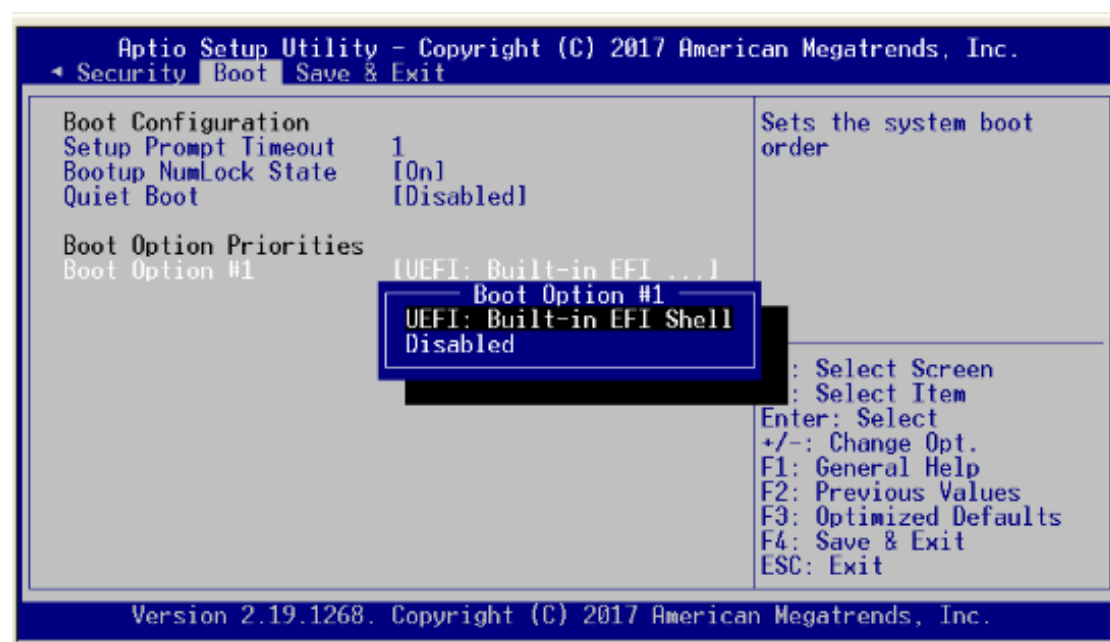 Aptio Setup Utility - Copyright (C) 2017 American Megatrends, Inc.
Security Boot Save & Exit
Boot Configuration
Setup Prompt Timeout 1
Bootup NumLock State [On]
Quiet Boot [Disabled]
Boot Option Priorities
Boot Option #1 [UEFI: Built-in EFI ...]
Boot Option #1
UEFI: Built-in EFI Shell
Disabled
Sets the system boot
order
: Select Screen
: Select Item
Enter: Select
+/-: Change Opt.
F1: General Help
F2: Previous Values
F3: Optimized Defaults
F4: Save & Exit
ESC: Exit
Version 2.19.1268. Copyright (C) 2017 American Megatrends, Inc.